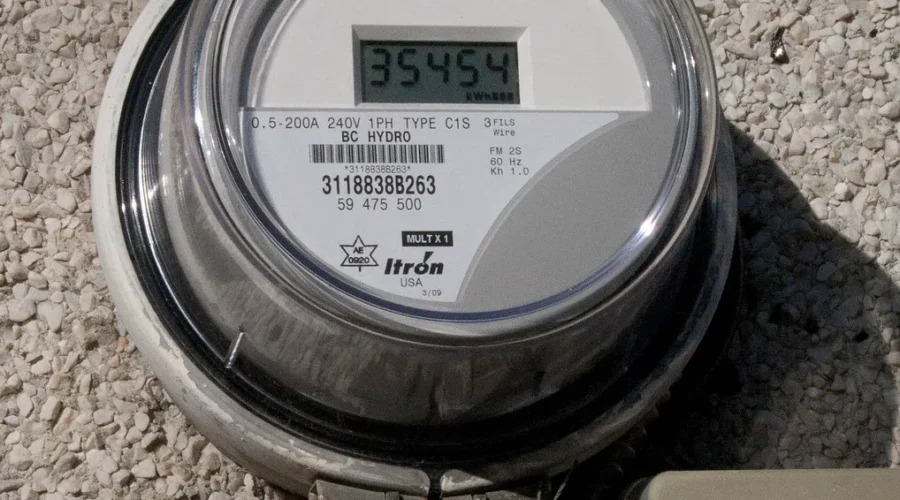 35454
kWh
0.5-200A 240V 1PH TYPE C1S 3 FILS
Wire
BC HYDRO
*3118838B263*
3118838B263
59 475 500
FM 2S
60 Hz
Kh 1.0
MULT X 1
AE
0920
Itron
USA
3/09